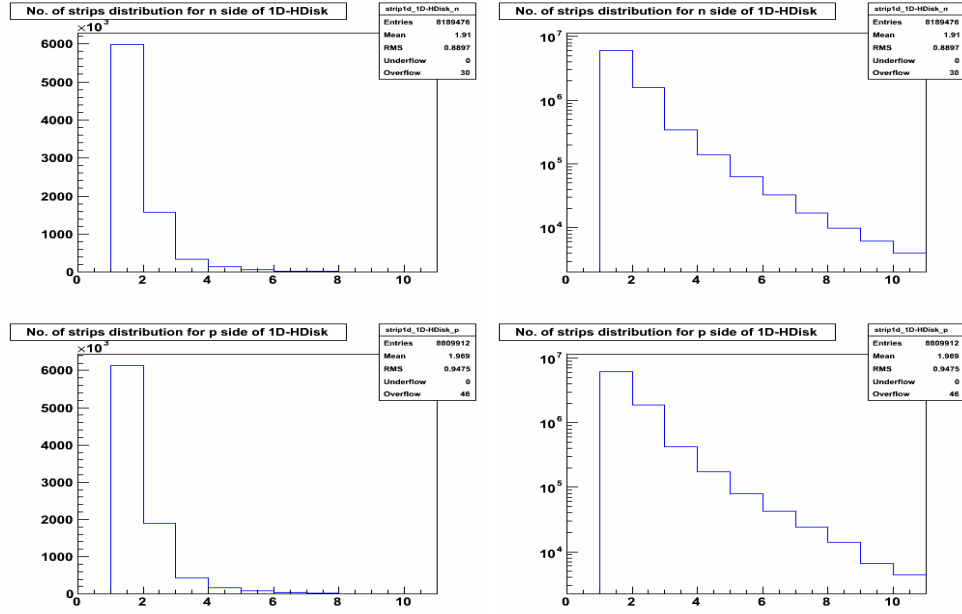 No. of strips distribution for n side of 1D-HDisk
×10³
strip1_1D-HDisk_n
Entries 8189476
Mean 1.91
RMS 0.8897
Underflow 0
Overflow 30
6000
5000
4000
3000
2000
1000
0
0 2 4 6 8 10
No. of strips distribution for n side of 1D-HDisk
strip1_1D-HDisk_n
Entries 8189476
Mean 1.91
RMS 0.8897
Underflow 0
Overflow 30
10⁷
10⁶
10⁵
10⁴
0 2 4 6 8 10
No. of strips distribution for p side of 1D-HDisk
×10³
strip1d_1D-HDisk_p
Entries 8809912
Mean 1.969
RMS 0.9475
Underflow 0
Overflow 46
6000
5000
4000
3000
2000
1000
0
0 2 4 6 8 10
No. of strips distribution for p side of 1D-HDisk
strip1d_1D-HDisk_p
Entries 8809912
Mean 1.969
RMS 0.9475
Underflow 0
Overflow 46
10⁷
10⁶
10⁵
10⁴
0 2 4 6 8 10